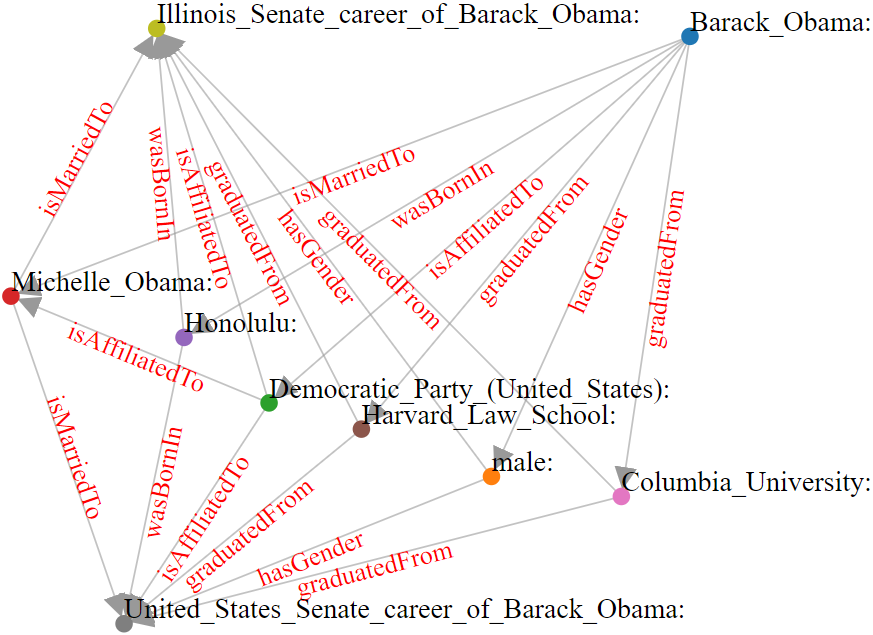 Illinois_Senate_career_of_Barack_Obama:
Barack_Obama:
isMarriedTo
wasBornIn
isAffiliatedTo
graduatedFrom
hasGender
graduatedFrom
isMarriedTo
wasBornIn
isAffiliatedTo
graduatedFrom
hasGender
graduatedFrom
Michelle_Obama:
Honolulu:
isAffiliatedTo
Democratic_Party_(United_States):
Harvard_Law_School:
male:
Columbia_University:
isMarriedTo
wasBornIn
isAffiliatedTo
graduatedFrom
hasGender
graduatedFrom
United_States_Senate_career_of_Barack_Obama: